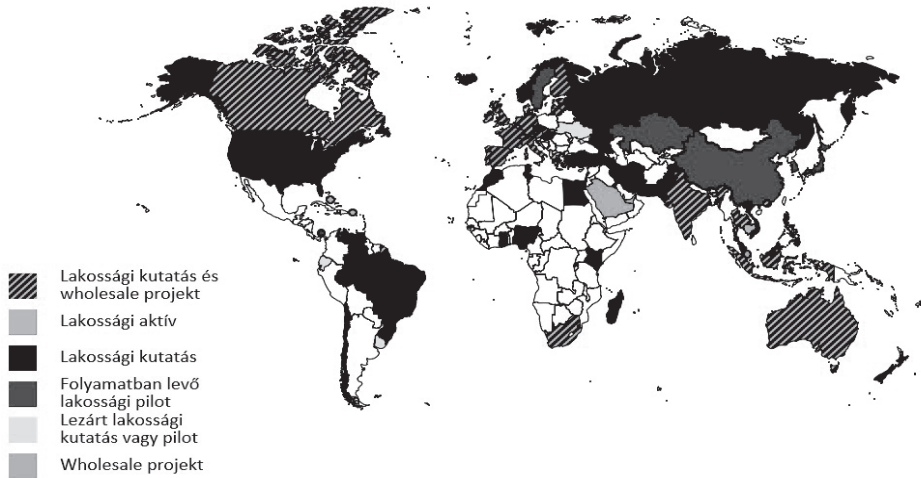 Lakossági kutatás és
wholesale projekt
Lakossági aktív
Lakossági kutatás
Folyamatban levő
lakossági pilot
Lezárt lakossági
kutatás vagy pilot
Wholesale projekt